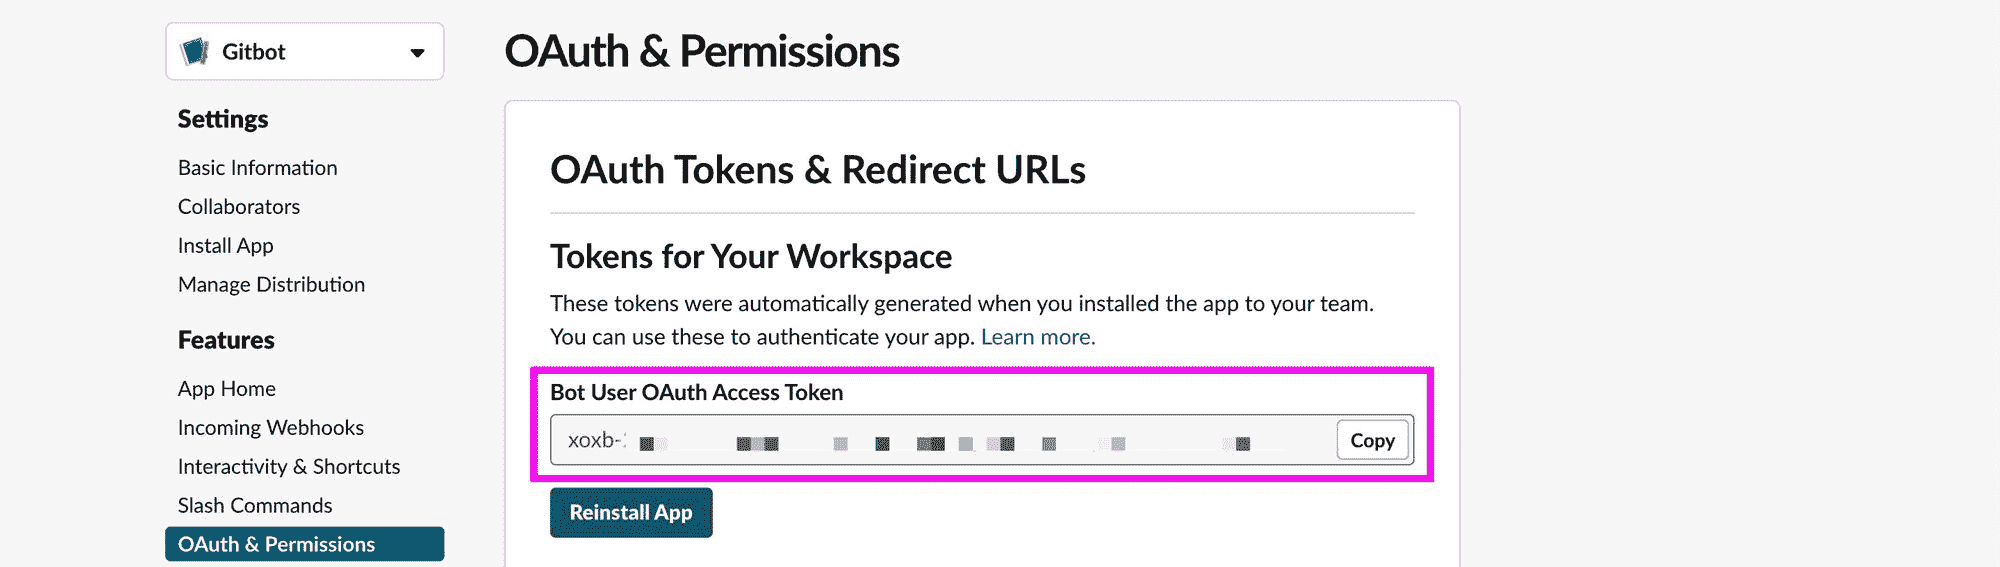 Gitbot
Settings
Basic Information
Collaborators
Install App
Manage Distribution
Features
App Home
Incoming Webhooks
Interactivity & Shortcuts
Slash Commands
OAuth & Permissions
OAuth & Permissions
OAuth Tokens & Redirect URLs
Tokens for Your Workspace
These tokens were automatically generated when you installed the app to your team.
You can use these to authenticate your app. Learn more.
Bot User OAuth Access Token
xoxb-
Copy
Reinstall App